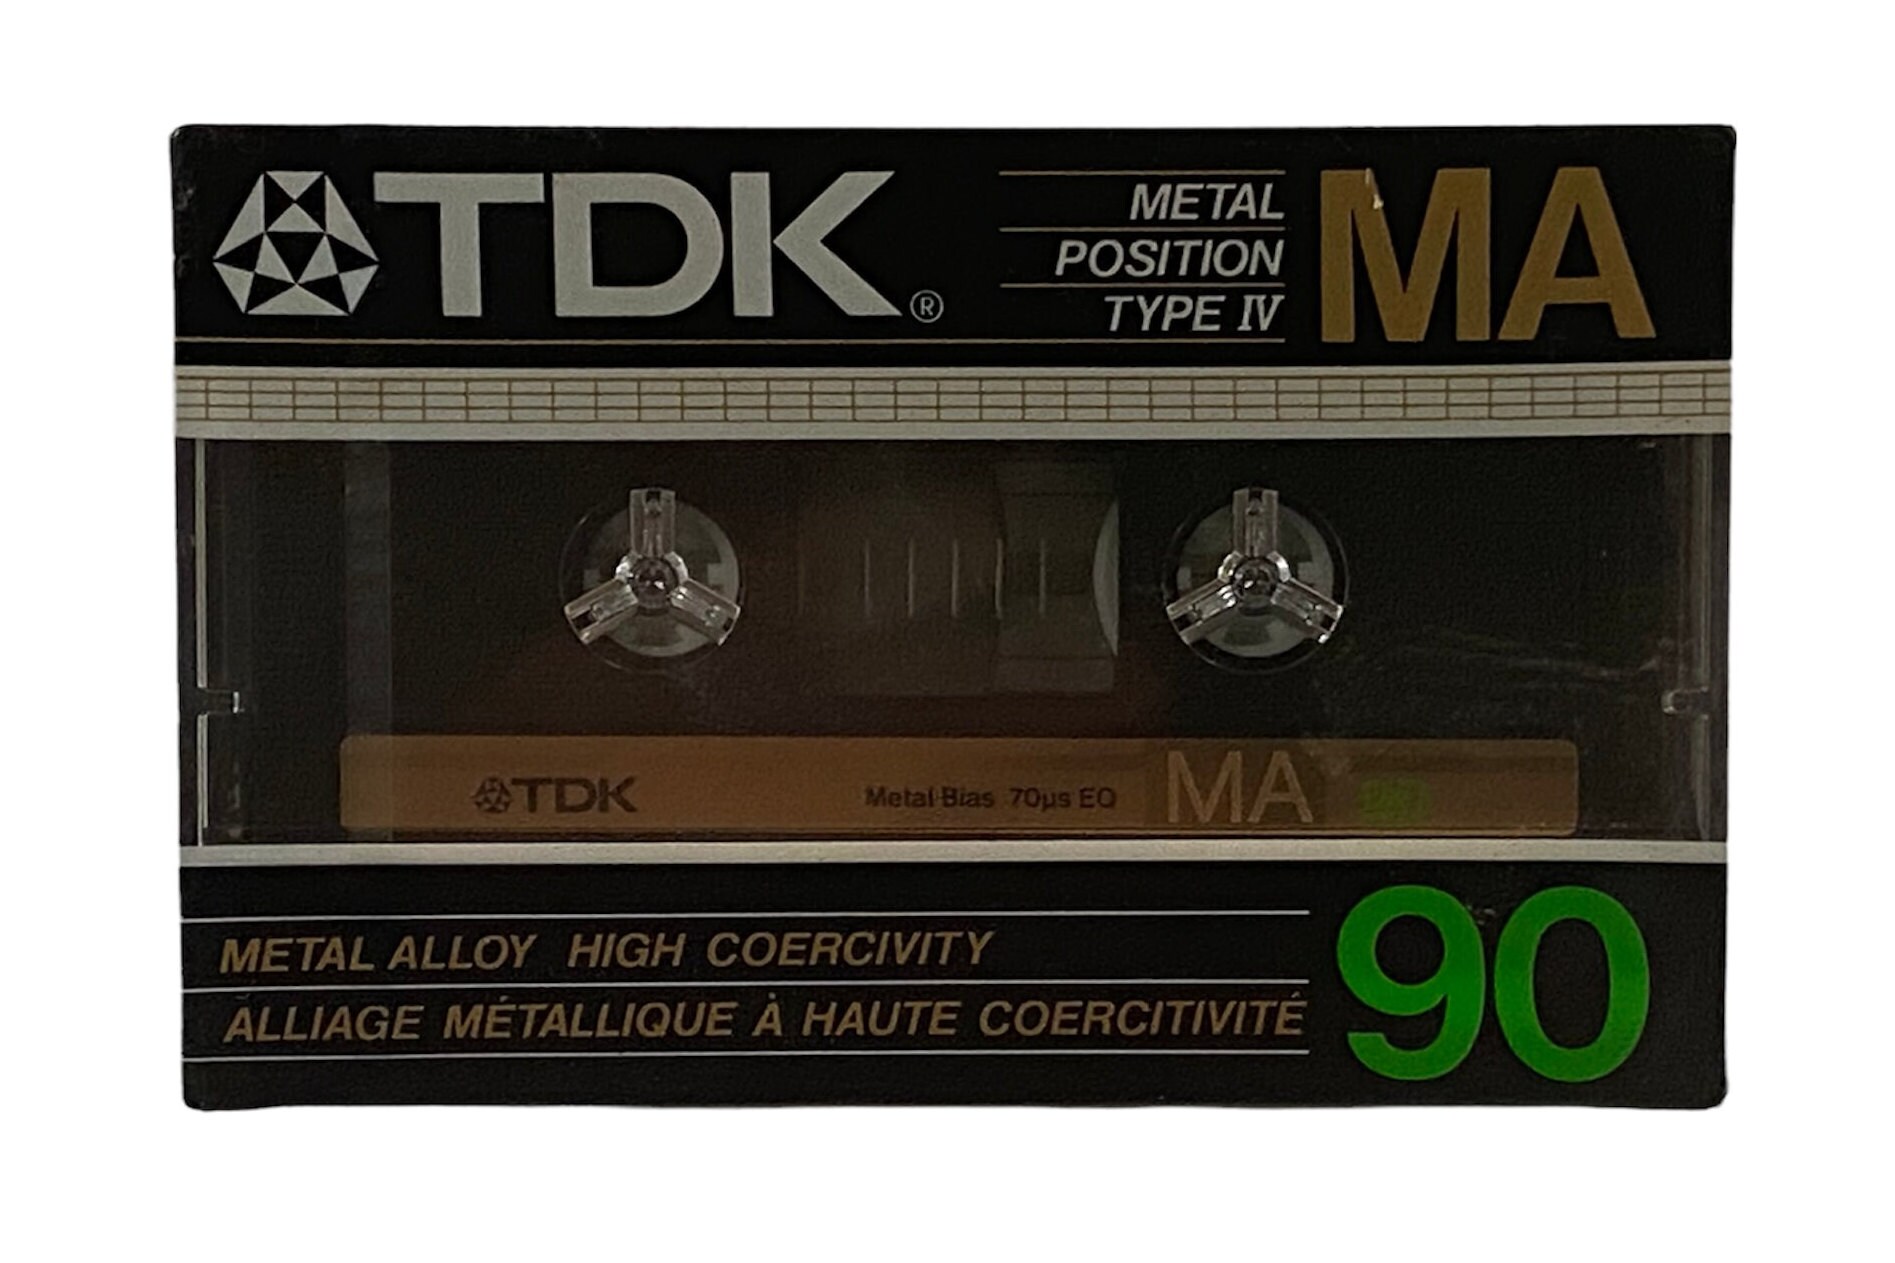 TDK®
METAL
POSITION
TYPE IV
MA
TDK
Metal Bias 70µs EQ
MA
90
METAL ALLOY HIGH COERCIVITY
ALLIAGE MÉTALLIQUE À HAUTE COERCITIVITÉ
90